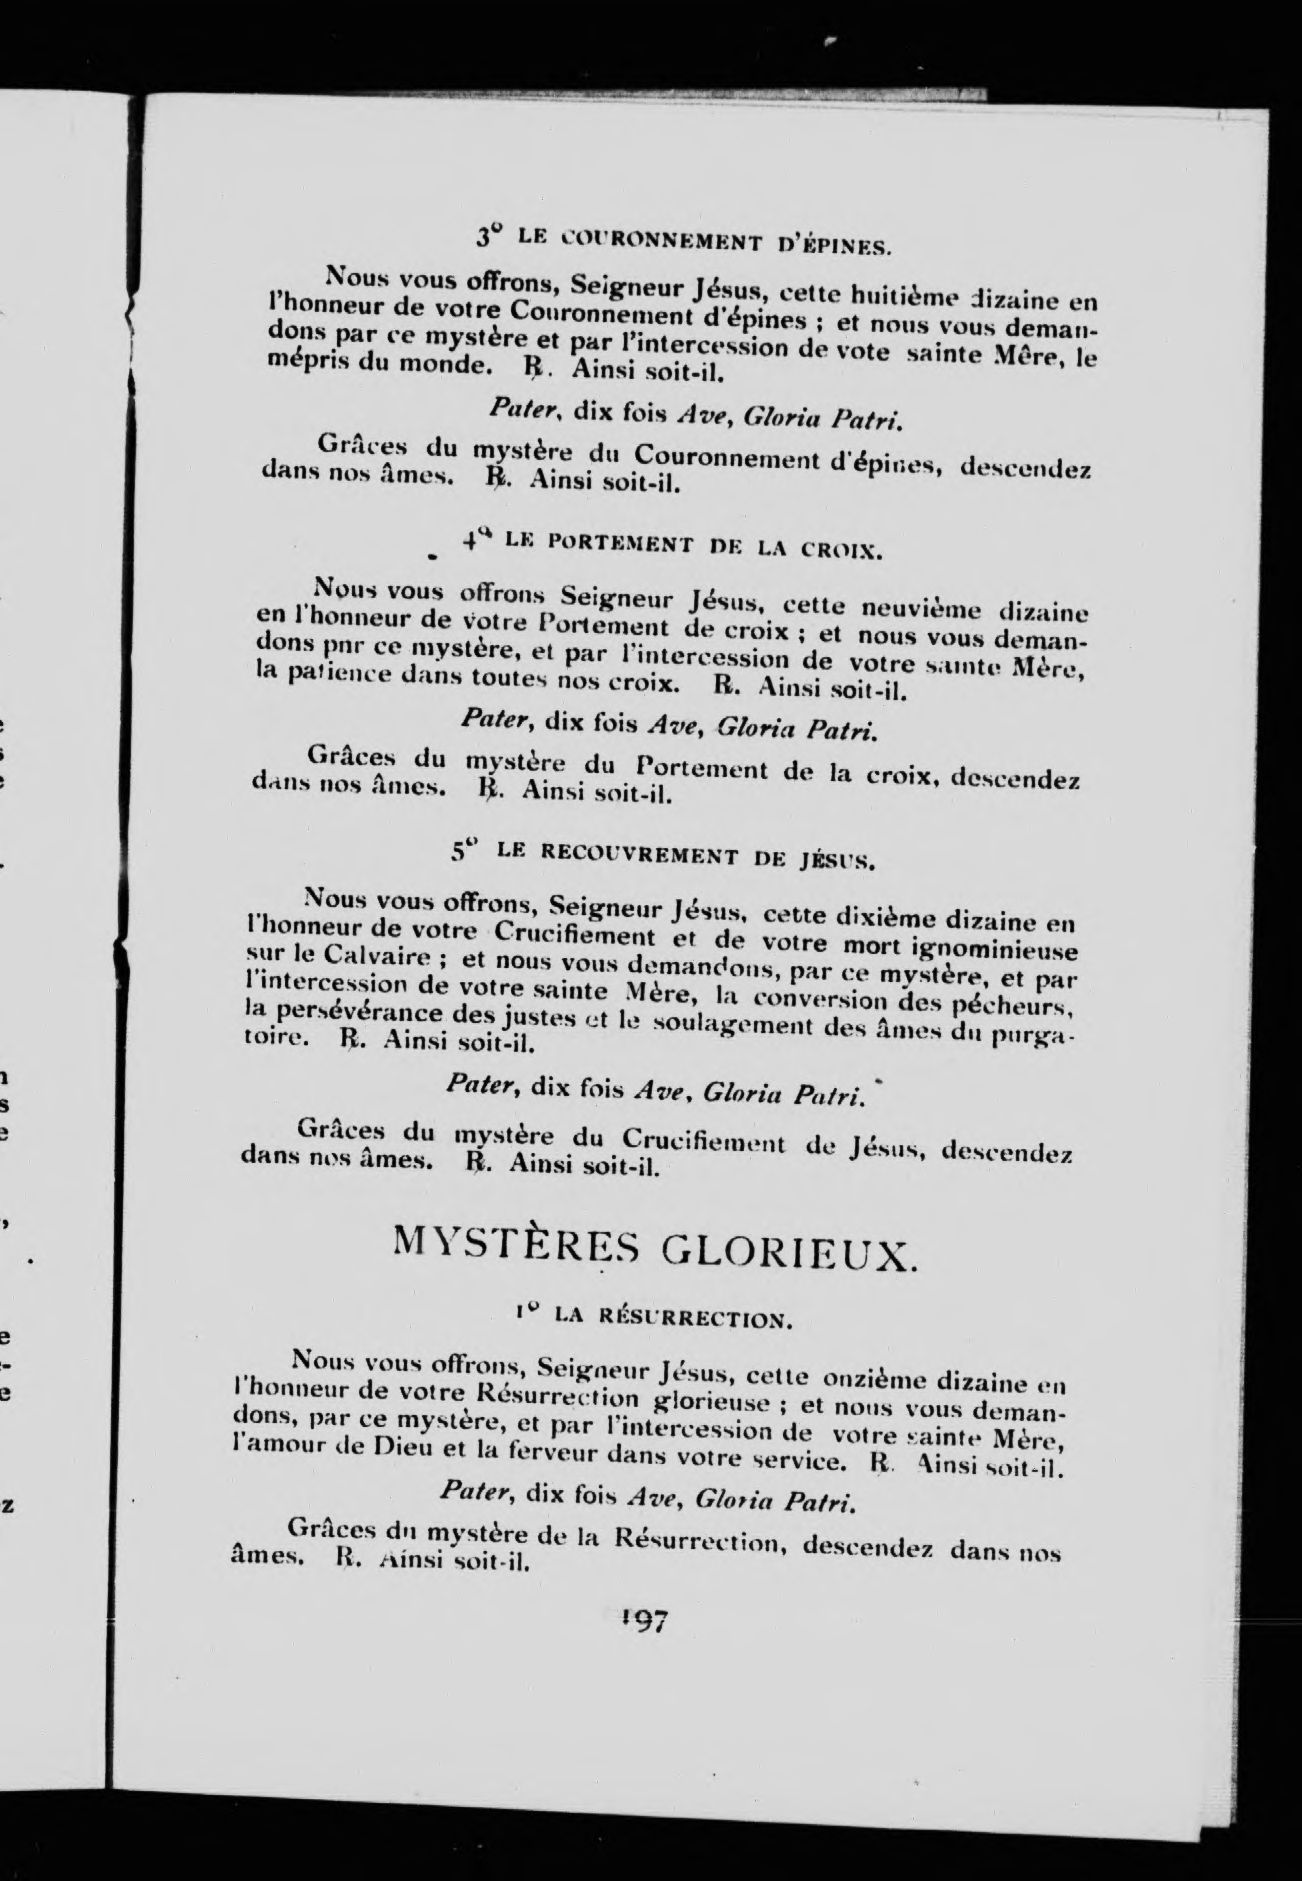 3º LE COURONNEMENT D'ÉPINES.
Nous vous offrons, Seigneur Jésus, cette huitième dizaine en
l'honneur de votre Couronnement d'épines ; et nous vous deman-
dons par ce mystère et par l'intercession de vote sainte Mêre, le
mépris du monde. ℟. Ainsi soit-il.
Pater, dix fois Ave, Gloria Patri.
Grâces du mystère du Couronnement d'épines, descendez
dans nos âmes. ℟. Ainsi soit-il.
4º LE PORTEMENT DE LA CROIX.
Nous vous offrons Seigneur Jésus, cette neuvième dizaine
en l'honneur de votre Portement de croix ; et nous vous deman-
dons pnr ce mystère, et par l'intercession de votre sainte Mère,
la patience dans toutes nos croix. ℟. Ainsi soit-il.
Pater, dix fois Ave, Gloria Patri.
Grâces du mystère du Portement de la croix, descendez
dans nos âmes. ℟. Ainsi soit-il.
5º LE RECOUVREMENT DE JÉSUS.
Nous vous offrons, Seigneur Jésus, cette dixième dizaine en
l'honneur de votre Crucifiement et de votre mort ignominieuse
sur le Calvaire ; et nous vous demandons, par ce mystère, et par
l'intercession de votre sainte Mère, la conversion des pécheurs,
la persévérance des justes et le soulagement des âmes du purga-
toire. ℟. Ainsi soit-il.
Pater, dix fois Ave, Gloria Patri.
Grâces du mystère du Crucifiement de Jésus, descendez
dans nos âmes. ℟. Ainsi soit-il.
MYSTÈRES GLORIEUX.
1º LA RÉSURRECTION.
Nous vous offrons, Seigneur Jésus, cette onzième dizaine en
l'honneur de votre Résurrection glorieuse ; et nous vous deman-
dons, par ce mystère, et par l'intercession de votre sainte Mère,
l'amour de Dieu et la ferveur dans votre service. ℟. Ainsi soit-il.
Pater, dix fois Ave, Gloria Patri.
Grâces du mystère de la Résurrection, descendez dans nos
âmes. ℟. Ainsi soit-il.
197